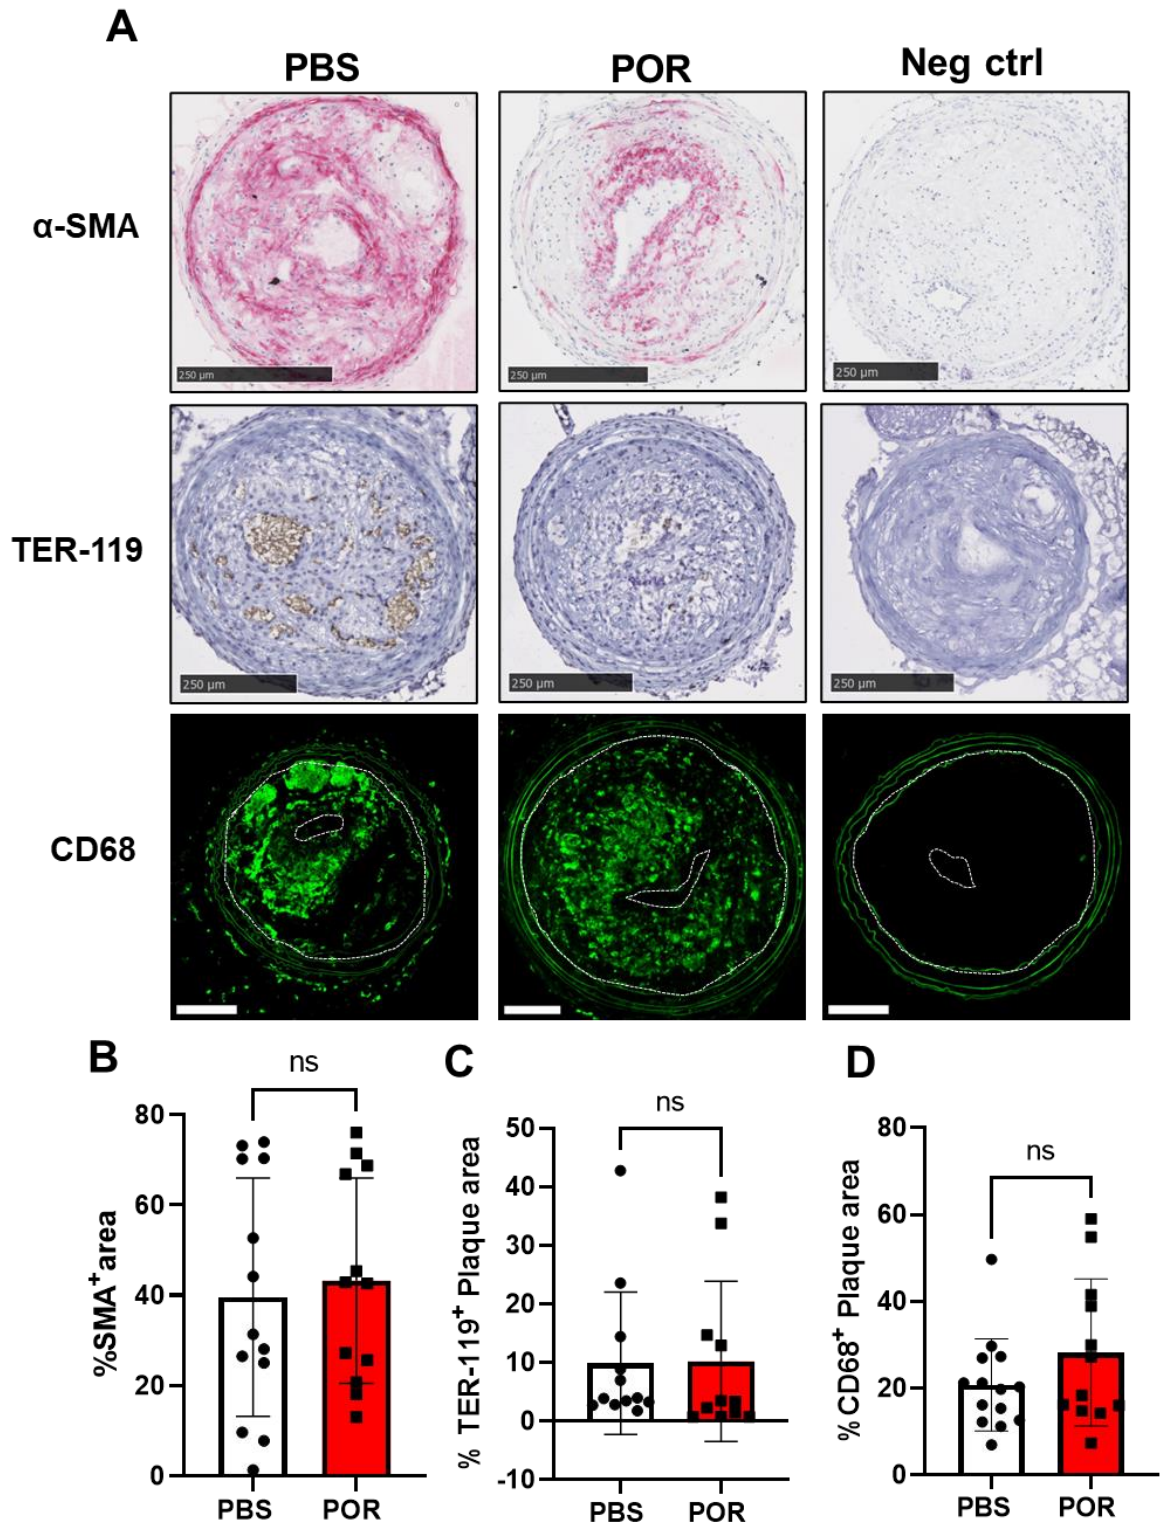 A
PBS
POR
Neg ctrl
α-SMA
250 µm
250 µm
250 µm
TER-119
250 µm
250 µm
250 µm
CD68
B
ns
%SMA+area
80
60
40
20
0
PBS
POR
C
ns
% TER-119+ Plaque area
50
40
30
20
10
0
-10
PBS
POR
D
ns
% CD68+ Plaque area
80
60
40
20
0
PBS
POR